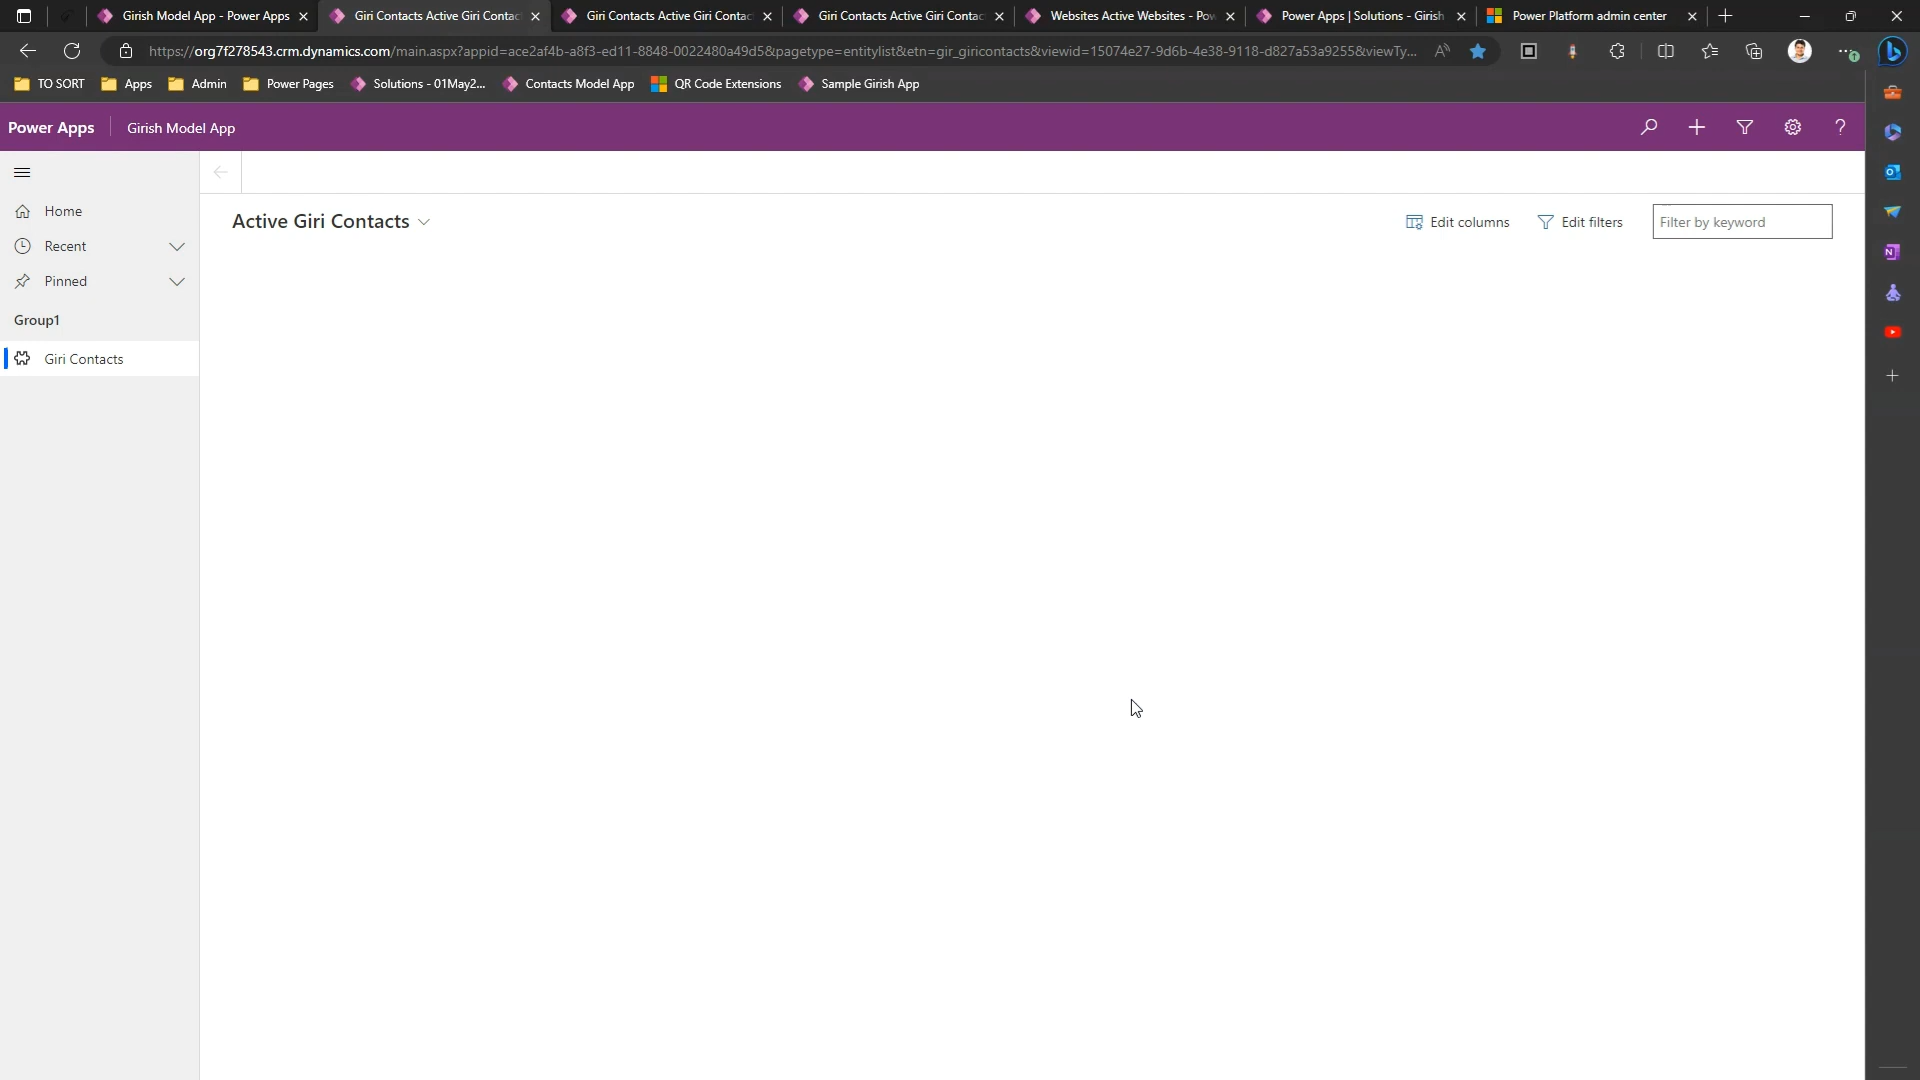 Girish Model App - Power Apps
Giri Contacts Active Giri Contac
Giri Contacts Active Giri Contac
Giri Contacts Active Giri Contac
Websites Active Websites - Pow
Power Apps | Solutions - Girish
Power Platform admin center
https://org7f278543.crm.dynamics.com/main.aspx?appid=ace2af4b-a8f3-ed11-8848-0022480a49d5&pagetype=entitylist&etn=gir_giricontacts&viewid=15074e27-9d6b-4e38-9118-d827a53a9255&viewTy...
TO SORT
Apps
Admin
Power Pages
Solutions - 01May2...
Contacts Model App
QR Code Extensions
Sample Girish App
Power Apps
Girish Model App
Home
Recent
Pinned
Group1
Giri Contacts
Active Giri Contacts
Edit columns
Edit filters
Filter by keyword